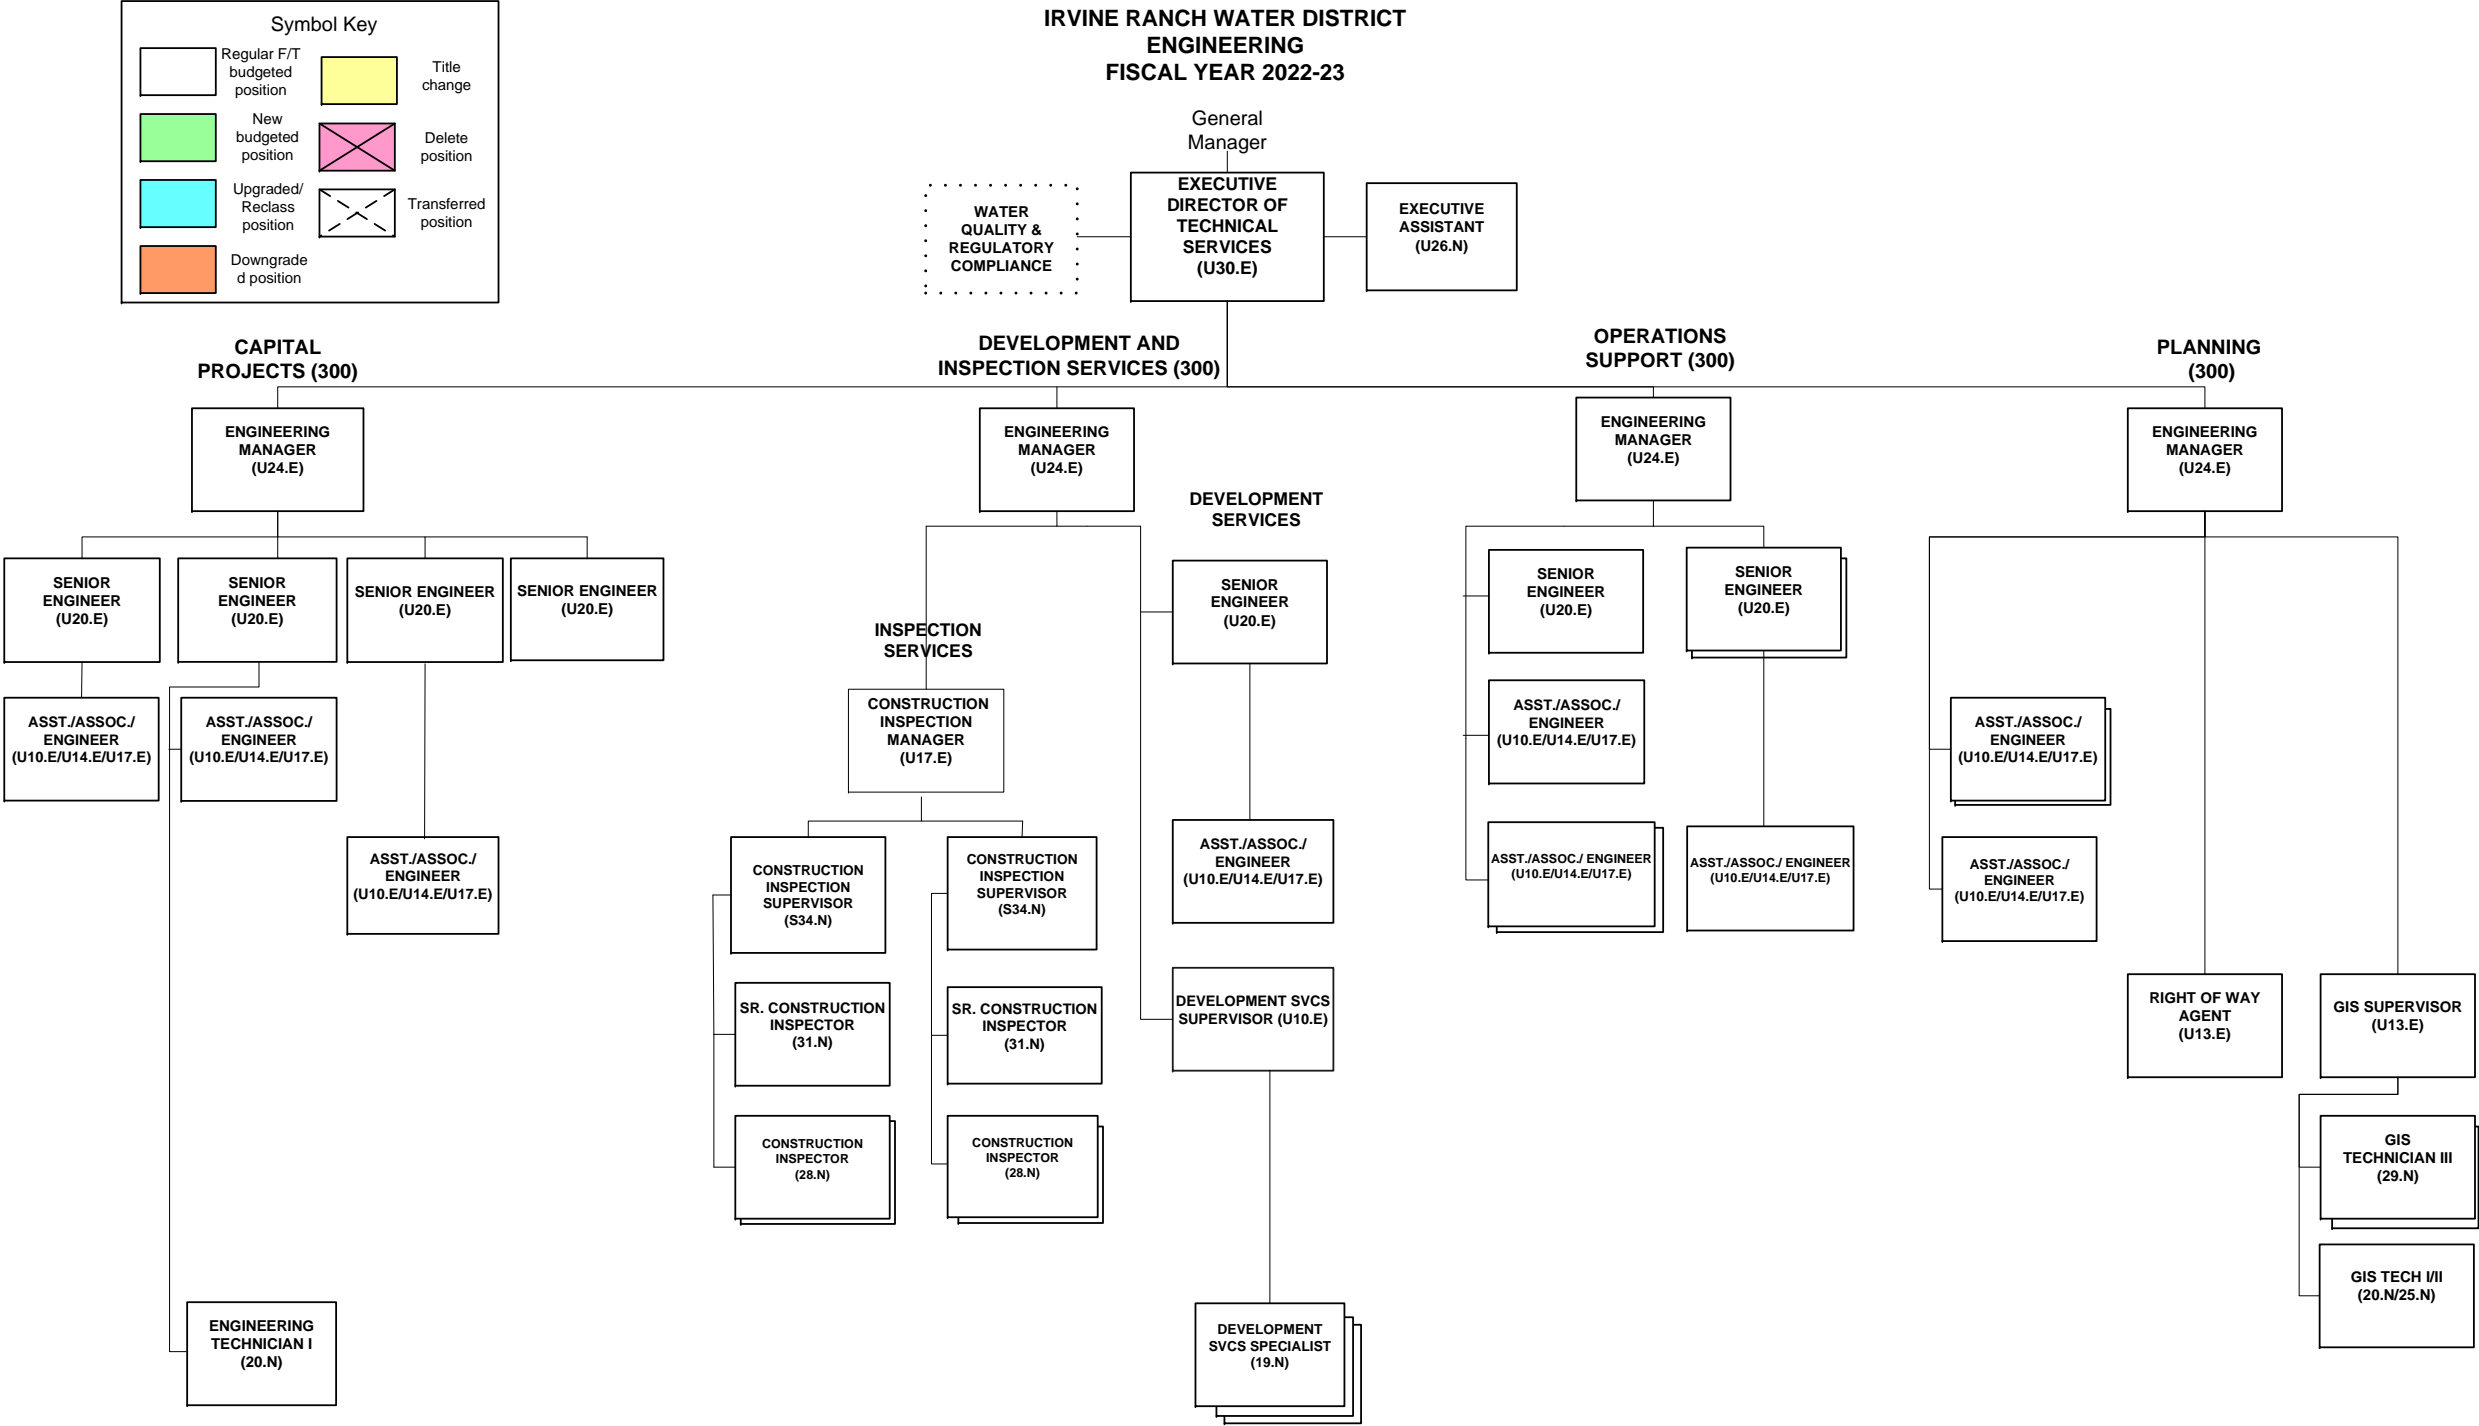 IRVINE RANCH WATER DISTRICT
ENGINEERING
FISCAL YEAR 2022-23
Symbol Key
Regular F/T
budgeted
position
Title
change
New
budgeted
position
Delete
position
Upgraded/
Reclass
position
Transferred
position
Downgrade
d position
General
Manager
WATER
QUALITY &
REGULATORY
COMPLIANCE
EXECUTIVE
DIRECTOR OF
TECHNICAL
SERVICES
(U30.E)
EXECUTIVE
ASSISTANT
(U26.N)
CAPITAL
PROJECTS (300)
DEVELOPMENT AND
INSPECTION SERVICES (300)
OPERATIONS
SUPPORT (300)
PLANNING
(300)
ENGINEERING
MANAGER
(U24.E)
ENGINEERING
MANAGER
(U24.E)
ENGINEERING
MANAGER
(U24.E)
ENGINEERING
MANAGER
(U24.E)
SENIOR
ENGINEER
(U20.E)
SENIOR
ENGINEER
(U20.E)
SENIOR ENGINEER
(U20.E)
SENIOR ENGINEER
(U20.E)
ASST./ASSOC./
ENGINEER
(U10.E/U14.E/U17.E)
ASST./ASSOC./
ENGINEER
(U10.E/U14.E/U17.E)
ASST./ASSOC./
ENGINEER
(U10.E/U14.E/U17.E)
ENGINEERING
TECHNICIAN I
(20.N)
INSPECTION
SERVICES
CONSTRUCTION
INSPECTION
MANAGER
(U17.E)
CONSTRUCTION
INSPECTION
SUPERVISOR
(S34.N)
CONSTRUCTION
INSPECTION
SUPERVISOR
(S34.N)
SR. CONSTRUCTION
INSPECTOR
(31.N)
SR. CONSTRUCTION
INSPECTOR
(31.N)
CONSTRUCTION
INSPECTOR
(28.N)
CONSTRUCTION
INSPECTOR
(28.N)
DEVELOPMENT
SERVICES
SENIOR
ENGINEER
(U20.E)
ASST./ASSOC./
ENGINEER
(U10.E/U14.E/U17.E)
DEVELOPMENT SVCS
SUPERVISOR (U10.E)
DEVELOPMENT
SVCS SPECIALIST
(19.N)
SENIOR
ENGINEER
(U20.E)
SENIOR
ENGINEER
(U20.E)
ASST./ASSOC./
ENGINEER
(U10.E/U14.E/U17.E)
ASST./ASSOC./ ENGINEER
(U10.E/U14.E/U17.E)
ASST./ASSOC./ ENGINEER
(U10.E/U14.E/U17.E)
ASST./ASSOC./
ENGINEER
(U10.E/U14.E/U17.E)
ASST./ASSOC./
ENGINEER
(U10.E/U14.E/U17.E)
RIGHT OF WAY
AGENT
(U13.E)
GIS SUPERVISOR
(U13.E)
GIS
TECHNICIAN III
(29.N)
GIS TECH I/II
(20.N/25.N)